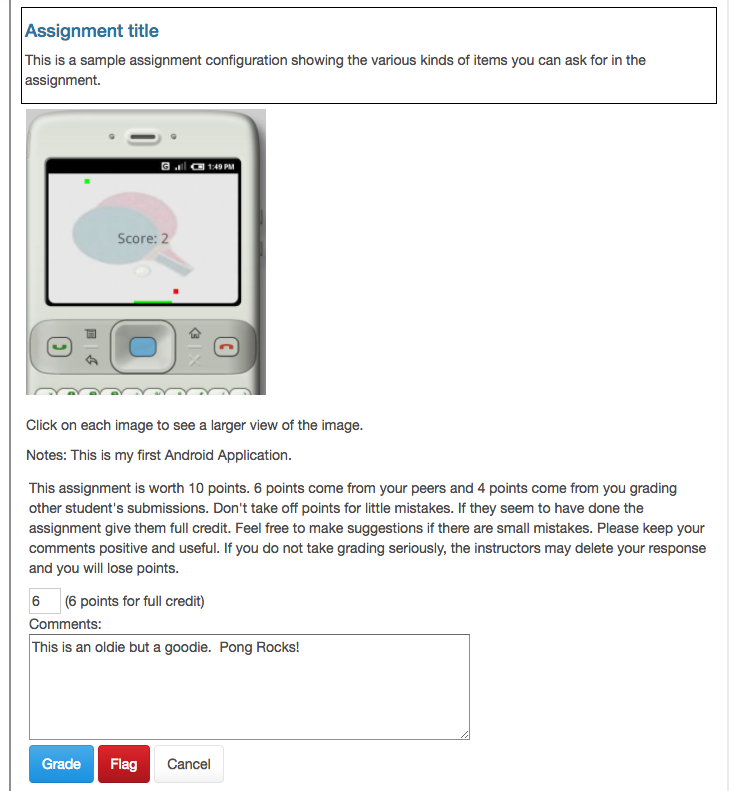 Assignment title
This is a sample assignment configuration showing the various kinds of items you can ask for in the
assignment.
G 1:49 PM
Score: 2
Click on each image to see a larger view of the image.
Notes: This is my first Android Application.
This assignment is worth 10 points. 6 points come from your peers and 4 points come from you grading
other student's submissions. Don't take off points for little mistakes. If they seem to have done the
assignment give them full credit. Feel free to make suggestions if there are small mistakes. Please keep your
comments positive and useful. If you do not take grading seriously, the instructors may delete your response
and you will lose points.
6 (6 points for full credit)
Comments:
This is an oldie but a goodie.  Pong Rocks!
Grade Flag Cancel